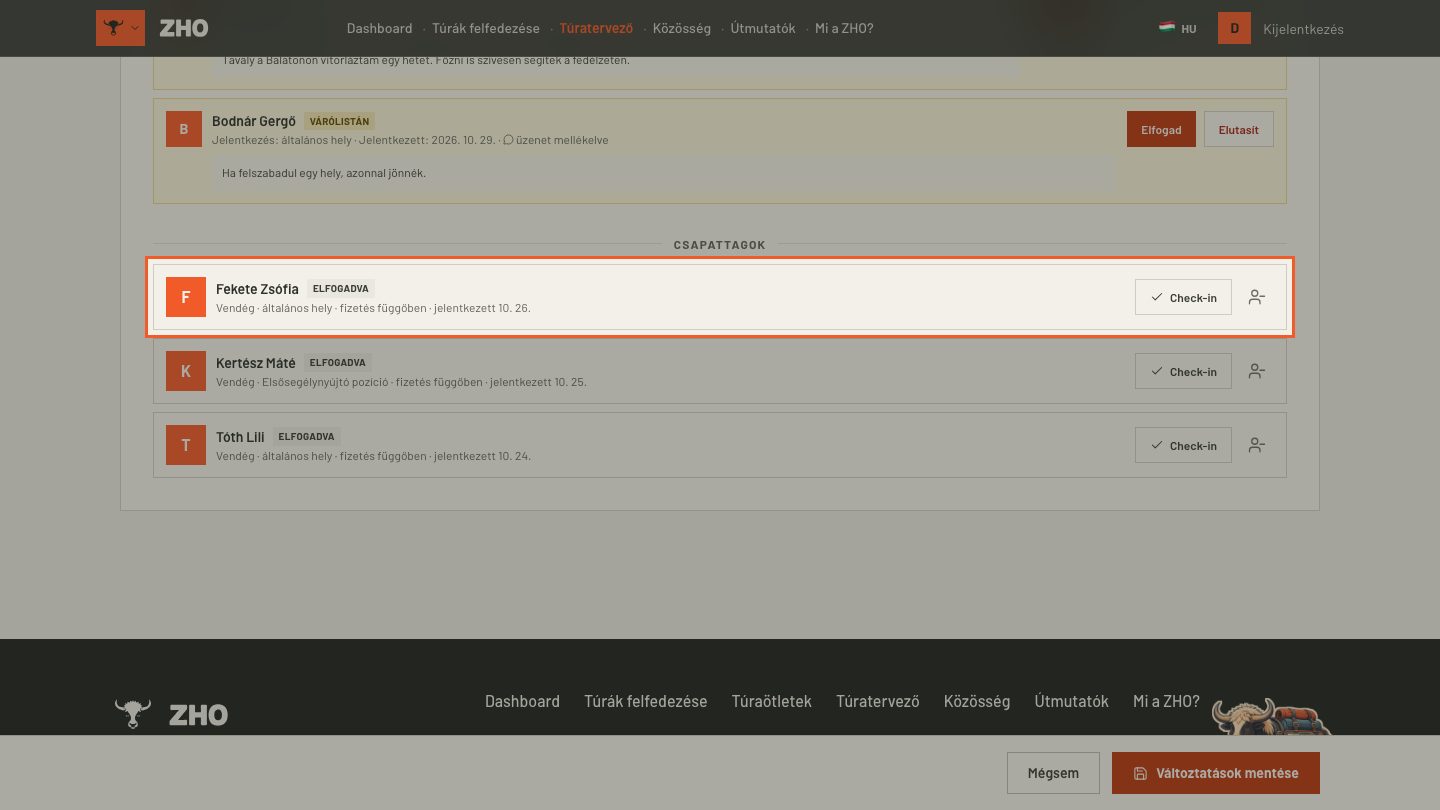 ZHO
Dashboard · Túrák felfedezése · Túratervező · Közösség · Útmutatók · Mi a ZHO?
HU
D
Kijelentkezés
Tavaly a Balatonon vitorláztam egy hetet. Főzni is szívesen segítek a fedélzeten.
B
Bodnár Gergő VÁRÓLISTÁN
Jelentkezés: általános hely · Jelentkezett: 2026. 10. 29. · üzenet mellékelve
Elfogad
Elutasít
Ha felszabadul egy hely, azonnal jönnék.
CSAPATTAGOK
F
Fekete Zsófia ELFOGADVA
Vendég · általános hely · fizetés függőben · jelentkezett 10. 26.
Check-in
K
Kertész Máté ELFOGADVA
Vendég · Elsősegélynyújtó pozíció · fizetés függőben · jelentkezett 10. 25.
Check-in
T
Tóth Lili ELFOGADVA
Vendég · általános hely · fizetés függőben · jelentkezett 10. 24.
Check-in
ZHO
Dashboard Túrák felfedezése Túraötletek Túratervező Közösség Útmutatók Mi a ZHO?
Mégsem
Változtatások mentése